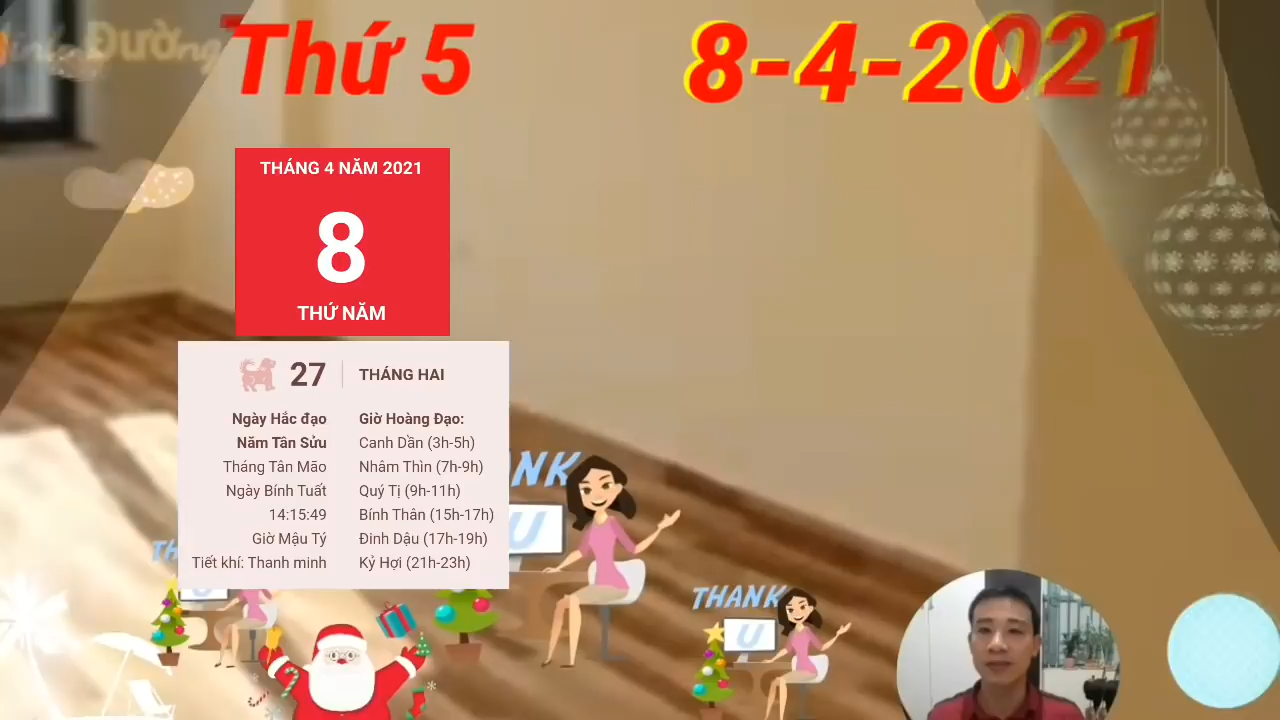 Đường
Thứ 5
8-4-2021
THÁNG 4 NĂM 2021
8
THỨ NĂM
27
THÁNG HAI
Ngày Hắc đạo
Giờ Hoàng Đạo:
Năm Tân Sửu
Canh Dần (3h-5h)
Tháng Tân Mão
Nhâm Thìn (7h-9h)
Ngày Bính Tuất
Quý Tị (9h-11h)
14:15:49
Bính Thân (15h-17h)
Giờ Mậu Tý
Đinh Dậu (17h-19h)
Tiết khí: Thanh minh
Kỷ Hợi (21h-23h)
U
THANK
U